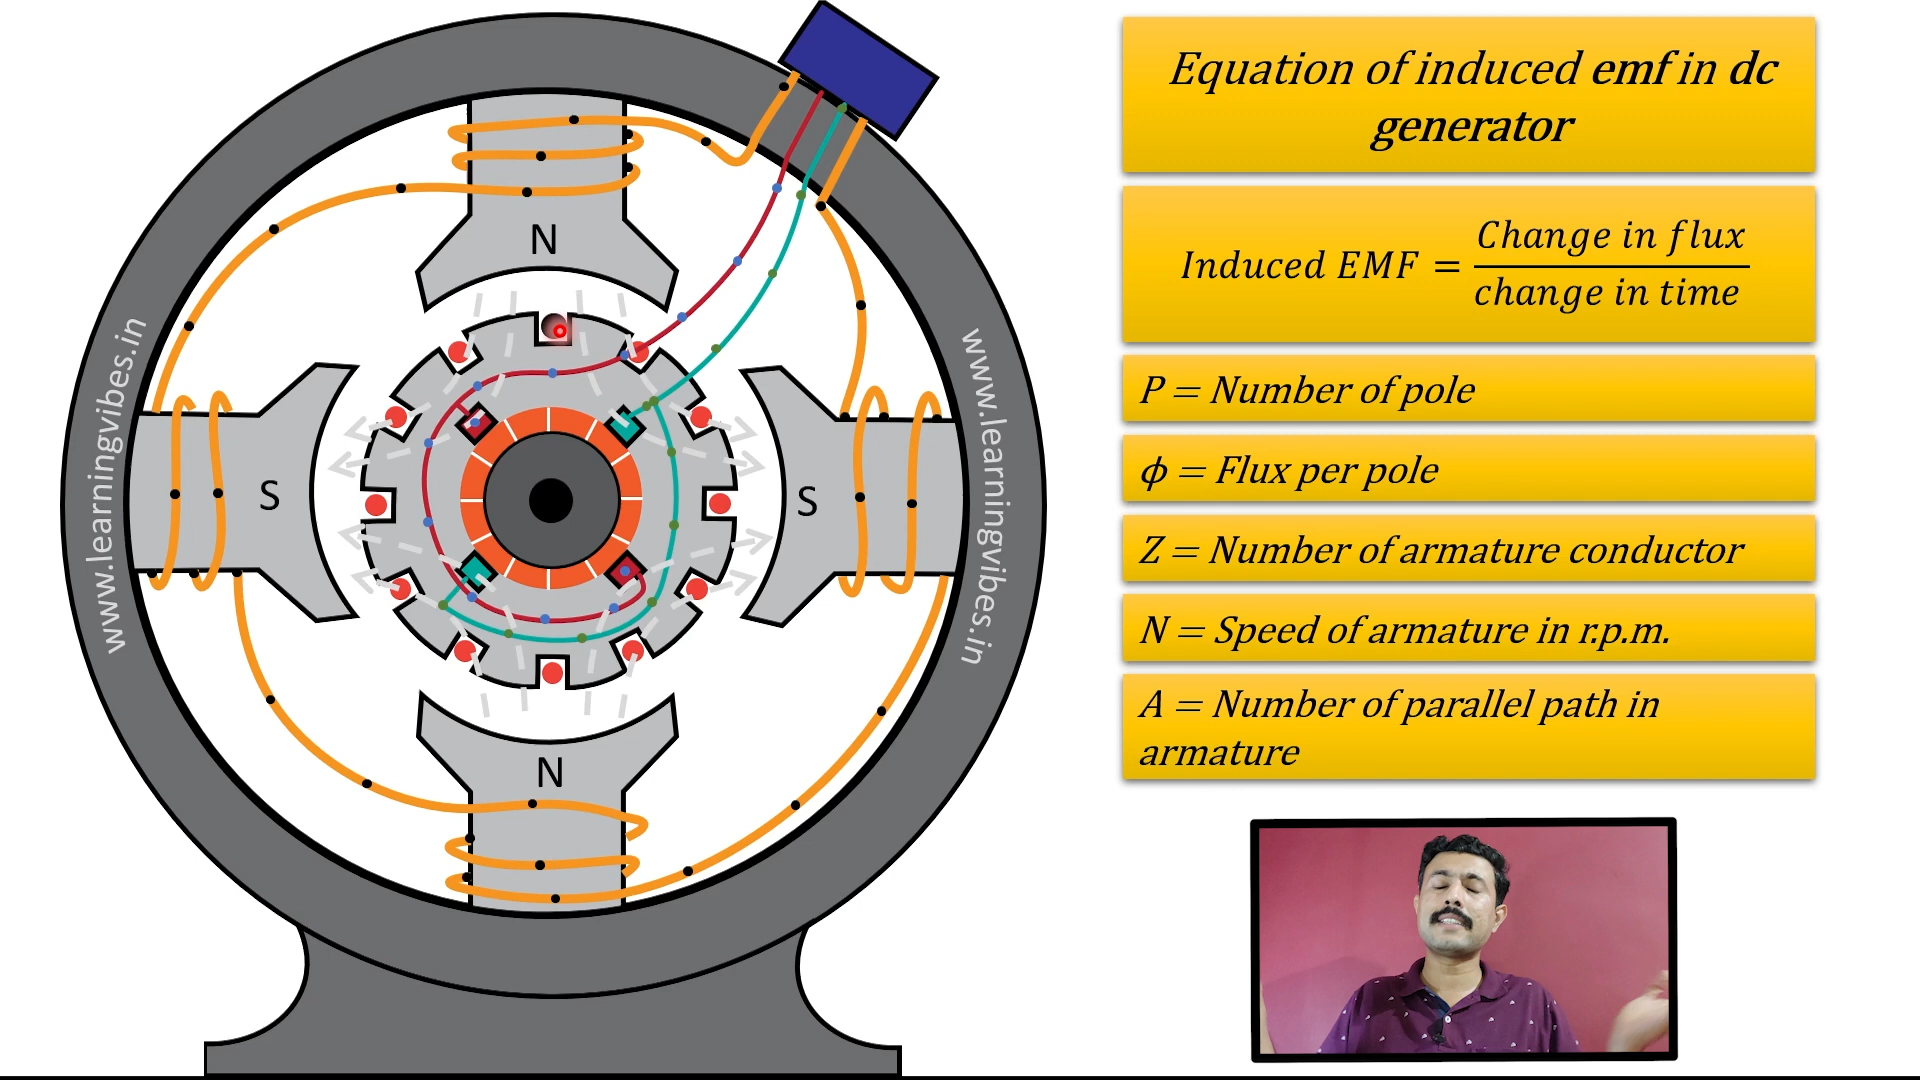 Equation of induced emf in dc
generator
Induced EMF = Change in flux
change in time
P = Number of pole
ϕ = Flux per pole
Z = Number of armature conductor
N = Speed of armature in r.p.m.
A = Number of parallel path in
armature
N
S
S
N
www.learningvibes.in
www.learningvibes.in